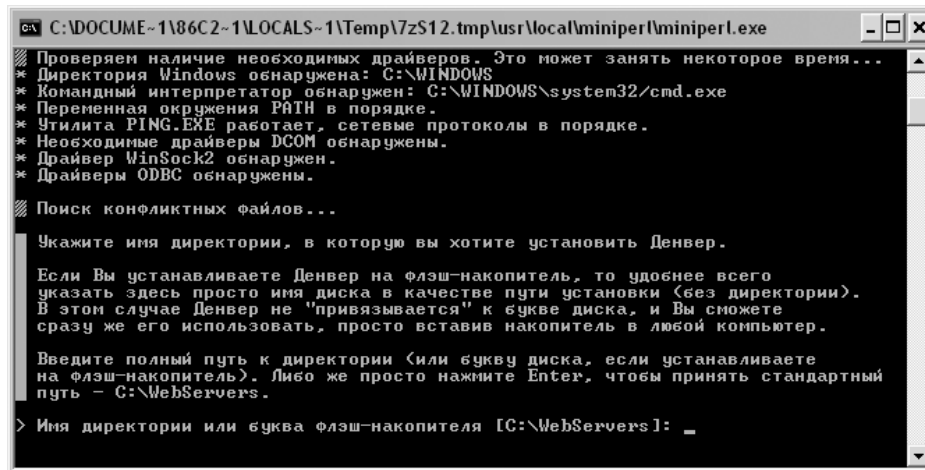 C:\DOCUME~1\86C2~1\LOCALS~1\Temp\7zS12.tmp\usr\local\miniperl\miniperl.exe
Проверяем наличие необходимых драйверов. Это может занять некоторое время...
* Директория Windows обнаружена: C:\WINDOWS
* Командный интерпретатор обнаружен: C:\WINDOWS\system32/cmd.exe
* Переменная окружения PATH в порядке.
* Утилита PING.EXE работает, сетевые протоколы в порядке.
* Необходимые драйверы DCOM обнаружены.
* Драйвер WinSock2 обнаружен.
* Драйверы ODBC обнаружены.
Поиск конфликтных файлов...
Укажите имя директории, в которую вы хотите установить Денвер.
Если Вы устанавливаете Денвер на флэш-накопитель, то удобнее всего
указать здесь просто имя диска в качестве пути установки (без директории).
В этом случае Денвер не "привязывается" к букве диска, и Вы сможете
сразу же его использовать, просто вставив накопитель в любой компьютер.
Введите полный путь к директории (или букву диска, если устанавливаете
на флэш-накопитель). Либо же просто нажмите Enter, чтобы принять стандартный
путь - C:\WebServers.
> Имя директории или буква флэш-накопителя [C:\WebServers]: _